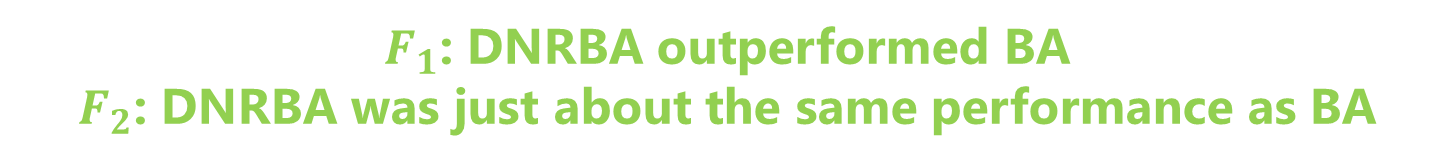 F₁: DNRBA outperformed BA
F₂: DNRBA was just about the same performance as BA